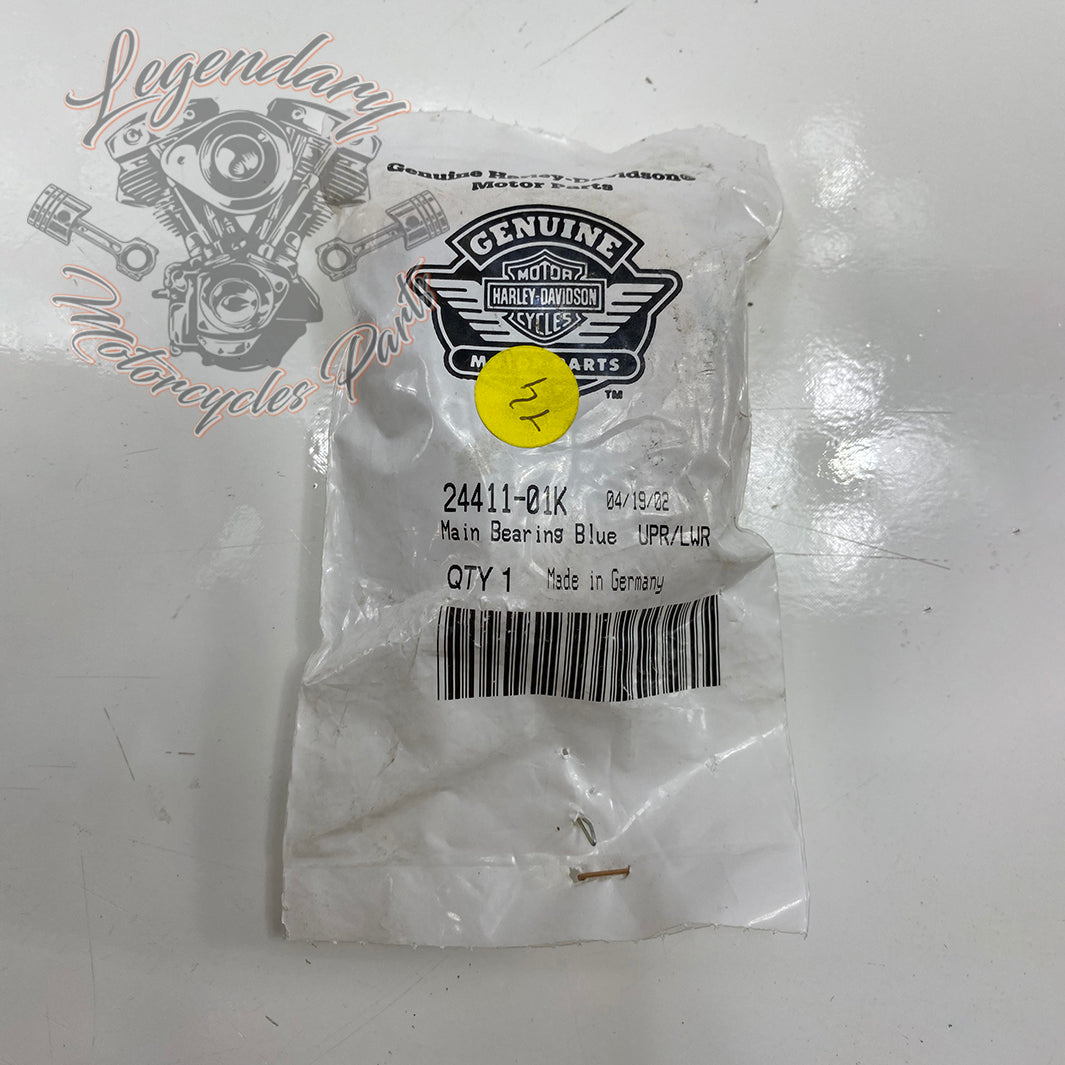 Legendary
Motorcycles Parts
Genuine Harley-Davidson®
Motor Parts
GENUINE
MOTOR
HARLEY-DAVIDSON
CYCLES
PARTS
TM
24411-01K 04/19/02
Main Bearing Blue UPR/LWR
QTY 1 Made in Germany